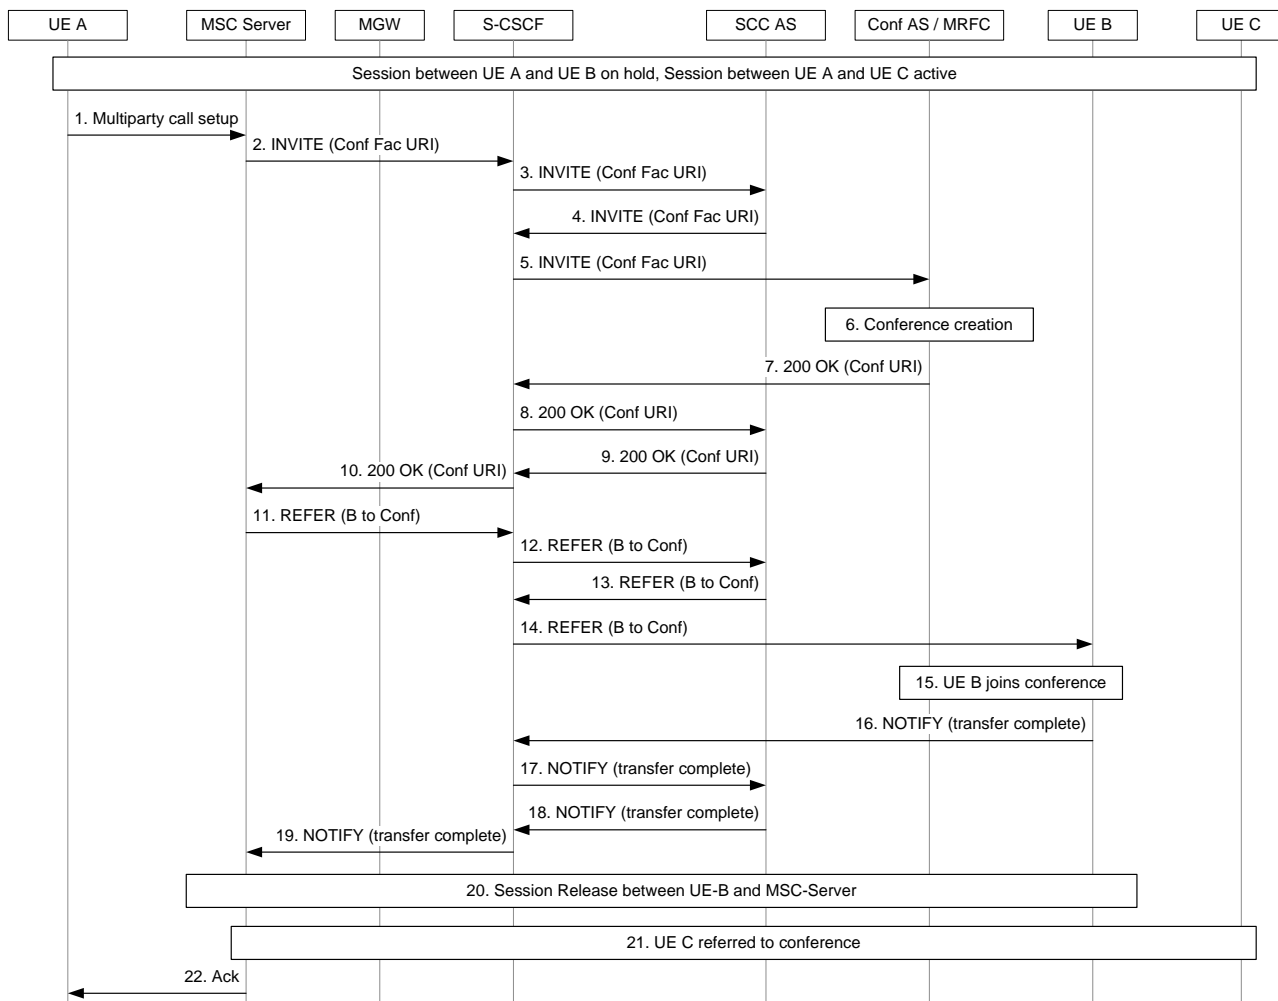 UE A
MSC Server
MGW
S-CSCF
SCC AS
Conf AS / MRFC
UE B
UE C
Session between UE A and UE B on hold, Session between UE A and UE C active
1. Multiparty call setup
2. INVITE (Conf Fac URI)
3. INVITE (Conf Fac URI)
4. INVITE (Conf Fac URI)
5. INVITE (Conf Fac URI)
6. Conference creation
7. 200 OK (Conf URI)
8. 200 OK (Conf URI)
9. 200 OK (Conf URI)
10. 200 OK (Conf URI)
11. REFER (B to Conf)
12. REFER (B to Conf)
13. REFER (B to Conf)
14. REFER (B to Conf)
15. UE B joins conference
16. NOTIFY (transfer complete)
17. NOTIFY (transfer complete)
18. NOTIFY (transfer complete)
19. NOTIFY (transfer complete)
20. Session Release between UE-B and MSC-Server
21. UE C referred to conference
22. Ack